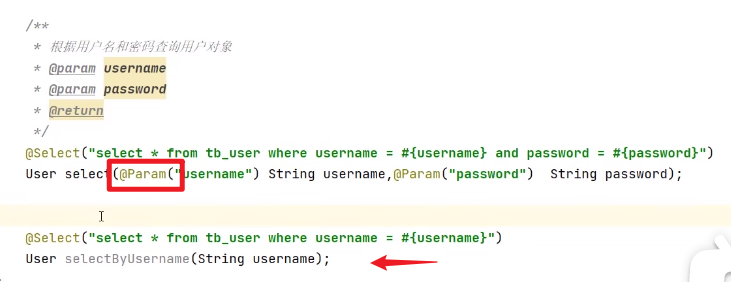 /**
* 根据用户名和密码查询用户对象
* @param username
* @param password
* @return
*/
@Select("select * from tb_user where username = #{username} and password = #{password}")
User select(@Param("username") String username,@Param("password")  String password);
@Select("select * from tb_user where username = #{username}")
User selectByUsername(String username);